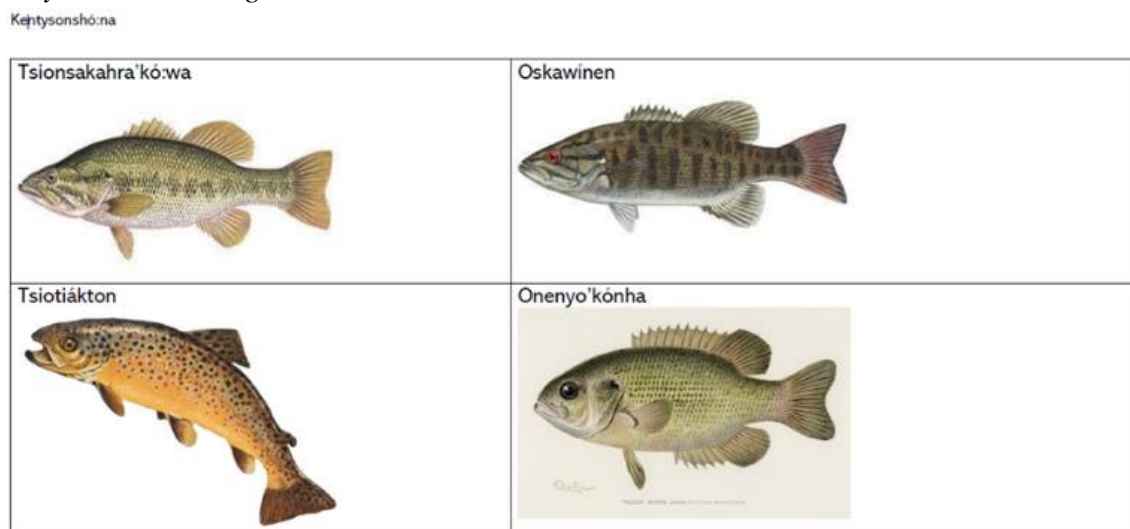 Kentysonshó:na
Tsionsakahra’kó:wa
Oskawínen
Tsiotiákton
Onenyo’kónha